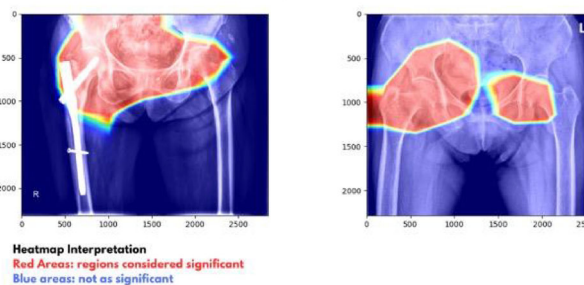 0
500
1000
1500
2000
R
0 500 1000 1500 2000 2500
0
500
1000
1500
2000
L
0 500 1000 1500 2000
Heatmap Interpretation
Red Areas: regions considered significant
Blue areas: not as significant